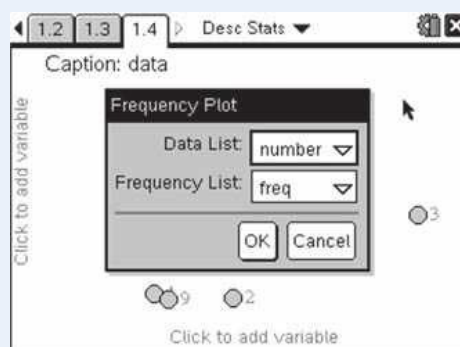 1.2 1.3 1.4 Desc Stats
Caption: data
Click to add variable
Frequency Plot
Data List: number
Frequency List: freq
OK Cancel
3
9 2
Click to add variable